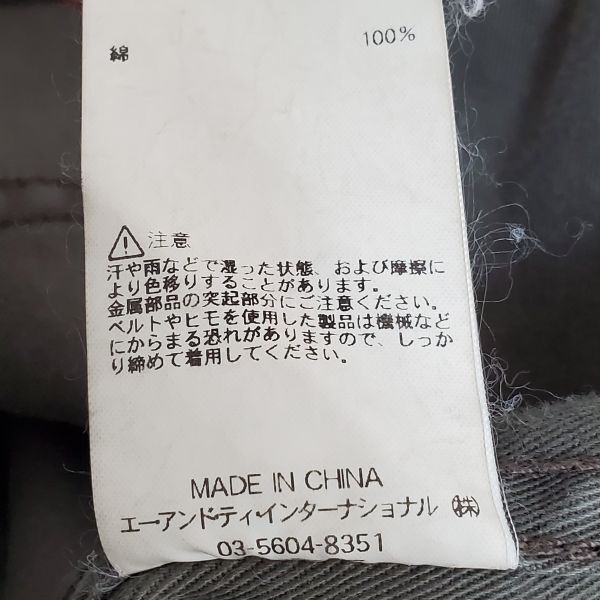 綿 100%
注意
汗や雨などで湿った状態、および摩擦に
より色移りすることがあります。
金属部品の突起部分にご注意ください。
ベルトやヒモを使用した製品は機械など
にからまる恐れがありますので、しっか
り締めて着用してください。
MADE IN CHINA
エー・アンド・ティ・インターナショナル ㈱
03-5604-8351